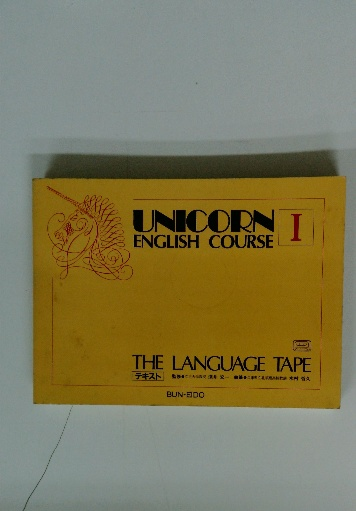 UNICORN I
ENGLISH COURSE
THE LANGUAGE TAPE
テキスト
BUN-EIDO